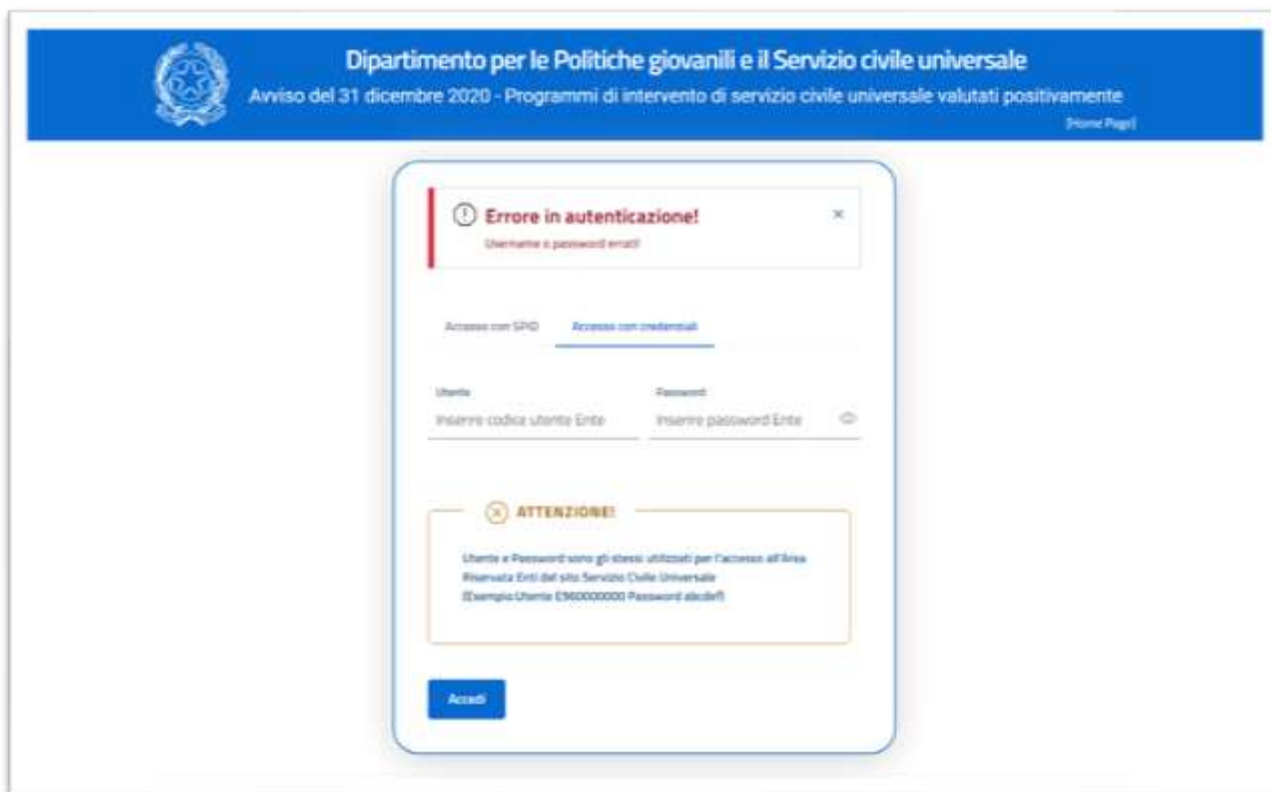 Dipartimento per le Politiche giovanili e il Servizio civile universale
Avviso del 31 dicembre 2020 - Programmi di intervento di servizio civile universale valutati positivamente
[Home Page]
Errore in autenticazione!
×
Username o password errati!
Accesso con SPID
Accesso con credenziali
Utente
Password
Inserire codice utente Ente
Inserire password Ente
ATTENZIONE!
Utente e Password sono gli stessi utilizzati per l'accesso all'Area
Riservata Enti del sito Servizio Civile Universale
(Esempio:Utente E960000000 Password abcdef)
Accedi